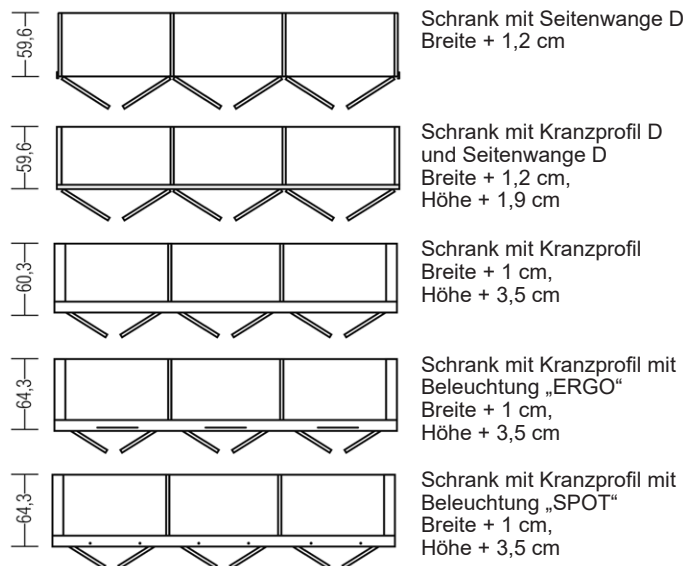 59,6
Schrank mit Seitenwange D
Breite + 1,2 cm
59,6
Schrank mit Kranzprofil D
und Seitenwange D
Breite + 1,2 cm,
Höhe + 1,9 cm
60,3
Schrank mit Kranzprofil
Breite + 1 cm,
Höhe + 3,5 cm
64,3
Schrank mit Kranzprofil mit
Beleuchtung „ERGO“
Breite + 1 cm,
Höhe + 3,5 cm
64,3
Schrank mit Kranzprofil mit
Beleuchtung „SPOT“
Breite + 1 cm,
Höhe + 3,5 cm